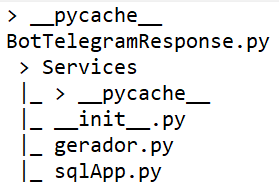 > __pycache__
BotTelegramResponse.py
> Services
|_ > __pycache__
|_ __init__.py
|_ gerador.py
|_ sqlApp.py